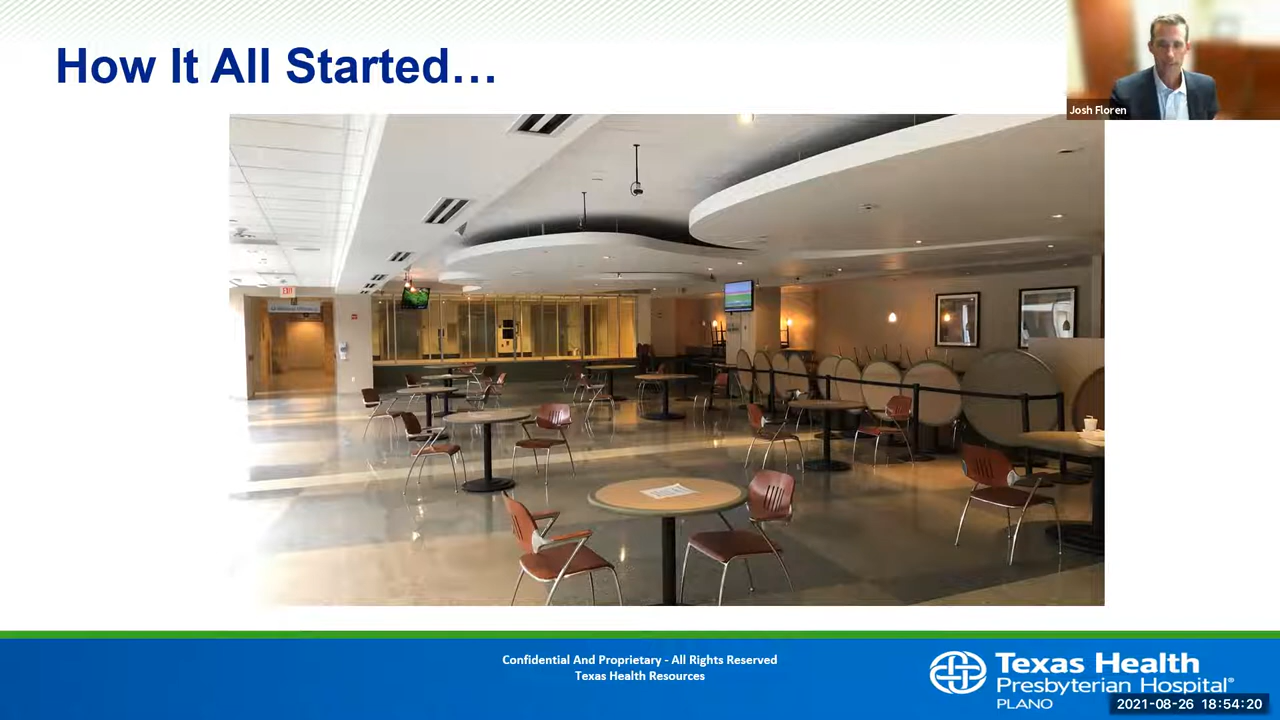 How It All Started…
Josh Floren
EXIT
Confidential And Proprietary - All Rights Reserved
Texas Health Resources
Texas Health
Presbyterian Hospital®
PLANO
2021-08-26 18:54:20